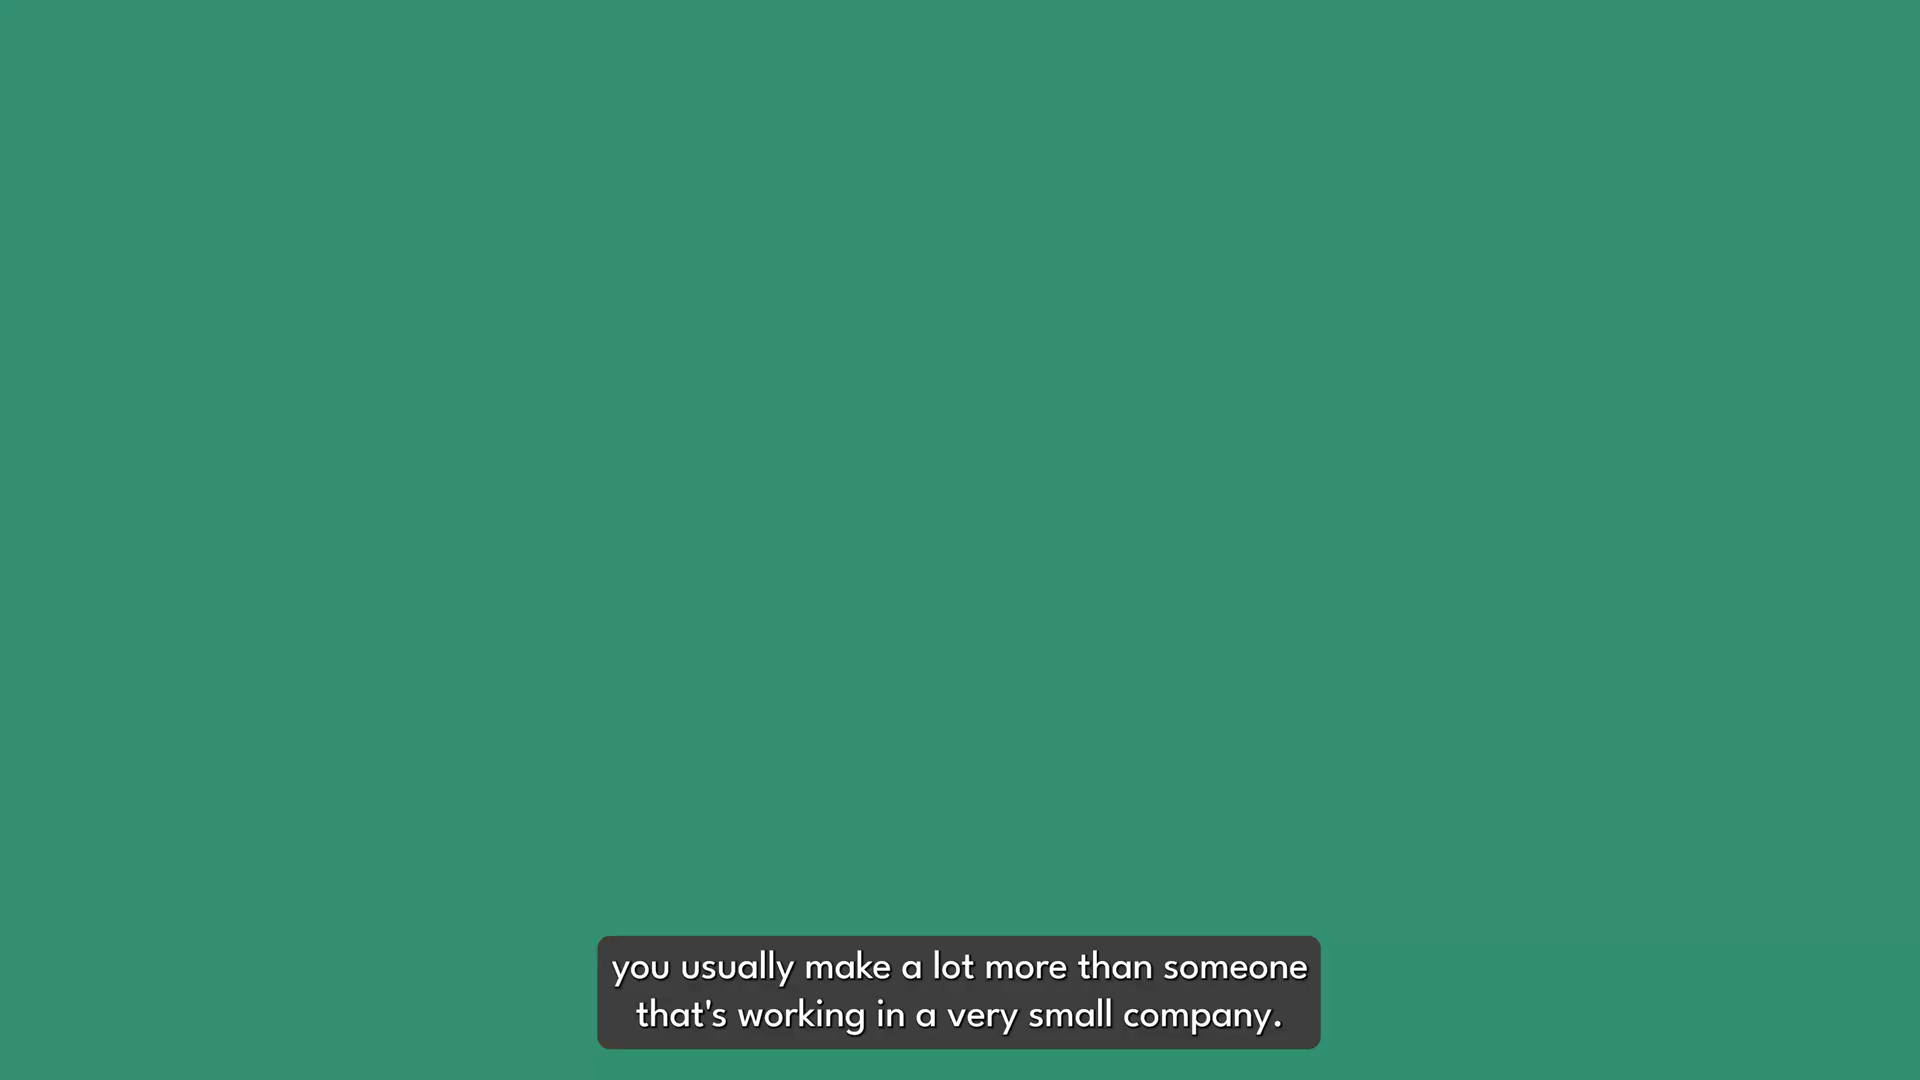 you usually make a lot more than someone
that's working in a very small company.